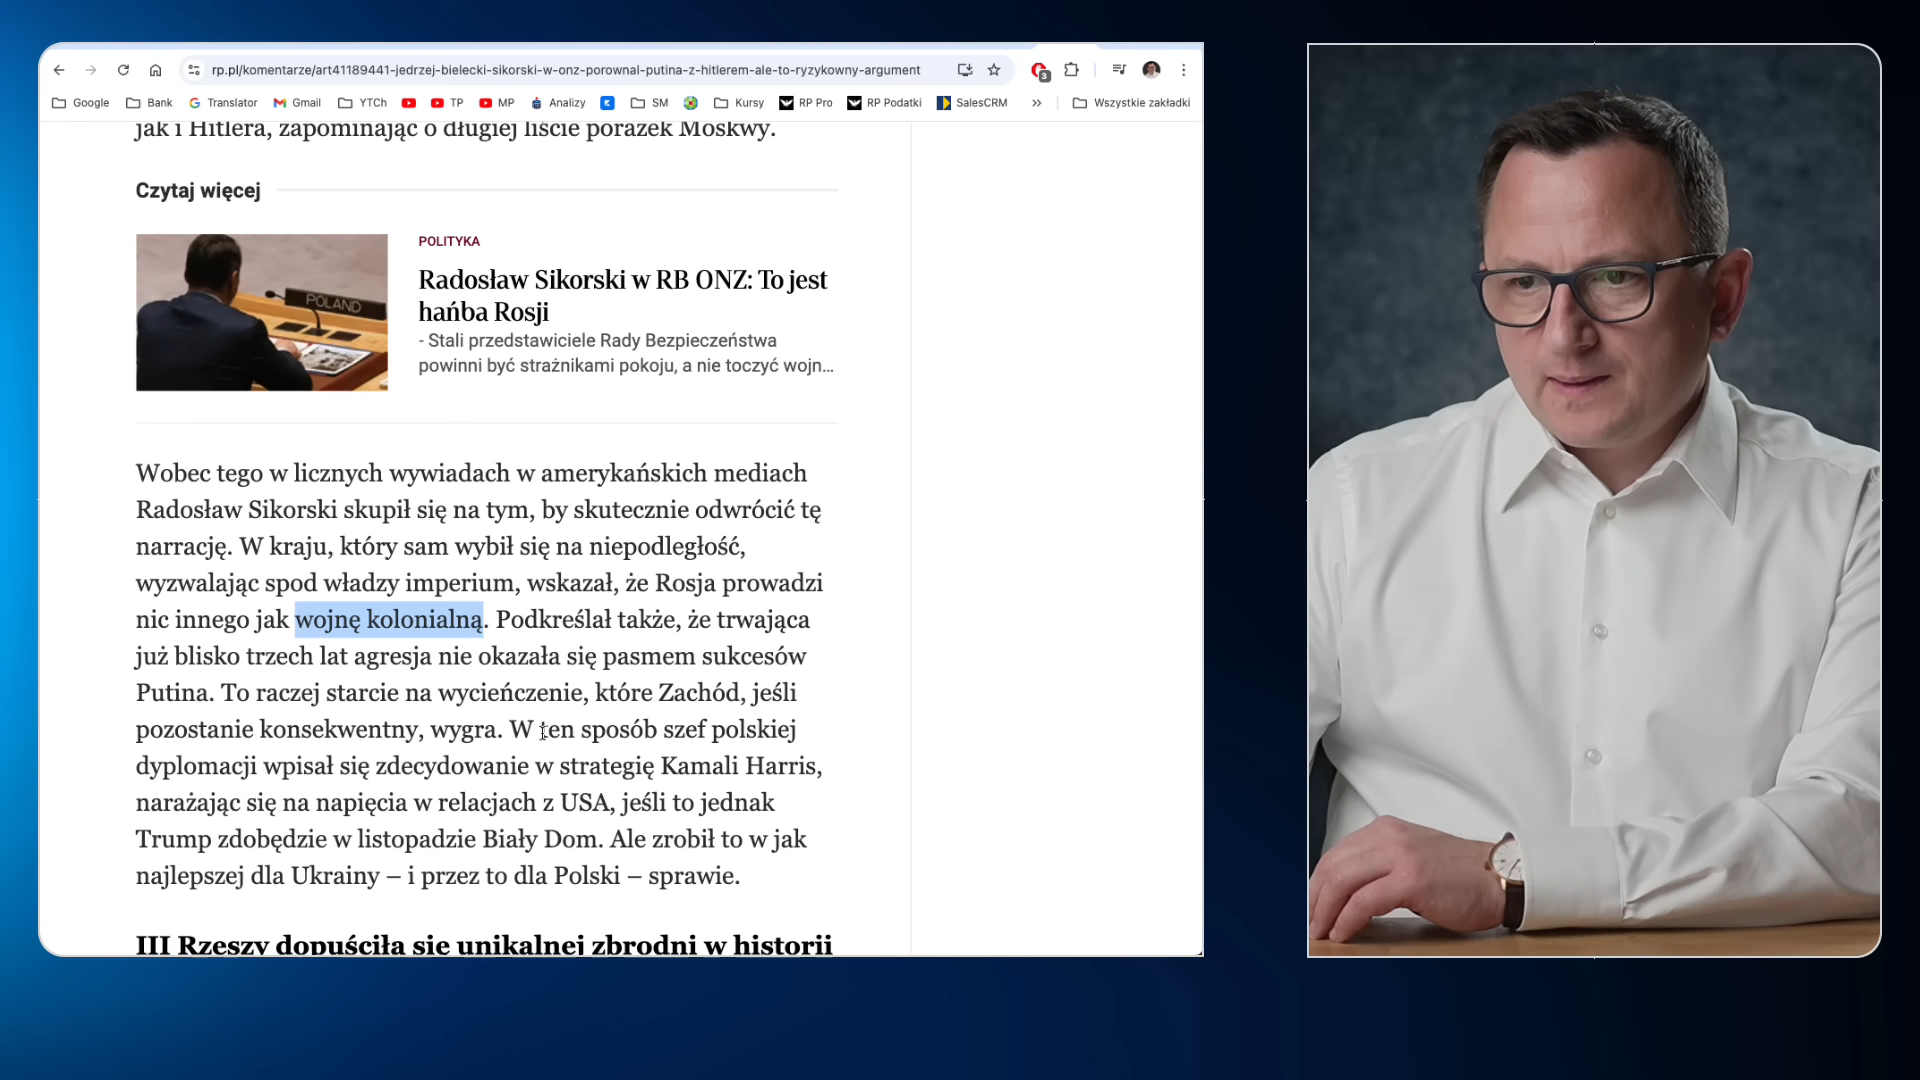 rp.pl/komentarze/art41189441-jedrzej-bielecki-sikorski-w-onz-porownal-putina-z-hitlerem-ale-to-ryzykowny-argument
3
Google Bank Translator Gmail YTCh TP MP Analizy SM Kursy RP Pro RP Podatki SalesCRM » Wszystkie zakładki
jak i Hitlera, zapominając o długiej liście porażek Moskwy.
Czytaj więcej
POLAND
POLITYKA
Radosław Sikorski w RB ONZ: To jest
hańba Rosji
- Stali przedstawiciele Rady Bezpieczeństwa
powinni być strażnikami pokoju, a nie toczyć wojn...
Wobec tego w licznych wywiadach w amerykańskich mediach
Radosław Sikorski skupił się na tym, by skutecznie odwrócić tę
narrację. W kraju, który sam wybił się na niepodległość,
wyzwalając spod władzy imperium, wskazał, że Rosja prowadzi
nic innego jak wojnę kolonialną. Podkreślał także, że trwająca
już blisko trzech lat agresja nie okazała się pasmem sukcesów
Putina. To raczej starcie na wycieńczenie, które Zachód, jeśli
pozostanie konsekwentny, wygra. W ten sposób szef polskiej
dyplomacji wpisał się zdecydowanie w strategię Kamali Harris,
narażając się na napięcia w relacjach z USA, jeśli to jednak
Trump zdobędzie w listopadzie Biały Dom. Ale zrobił to w jak
najlepszej dla Ukrainy – i przez to dla Polski – sprawie.
III Rzeszy dopuściła się unikalnej zbrodni w historii